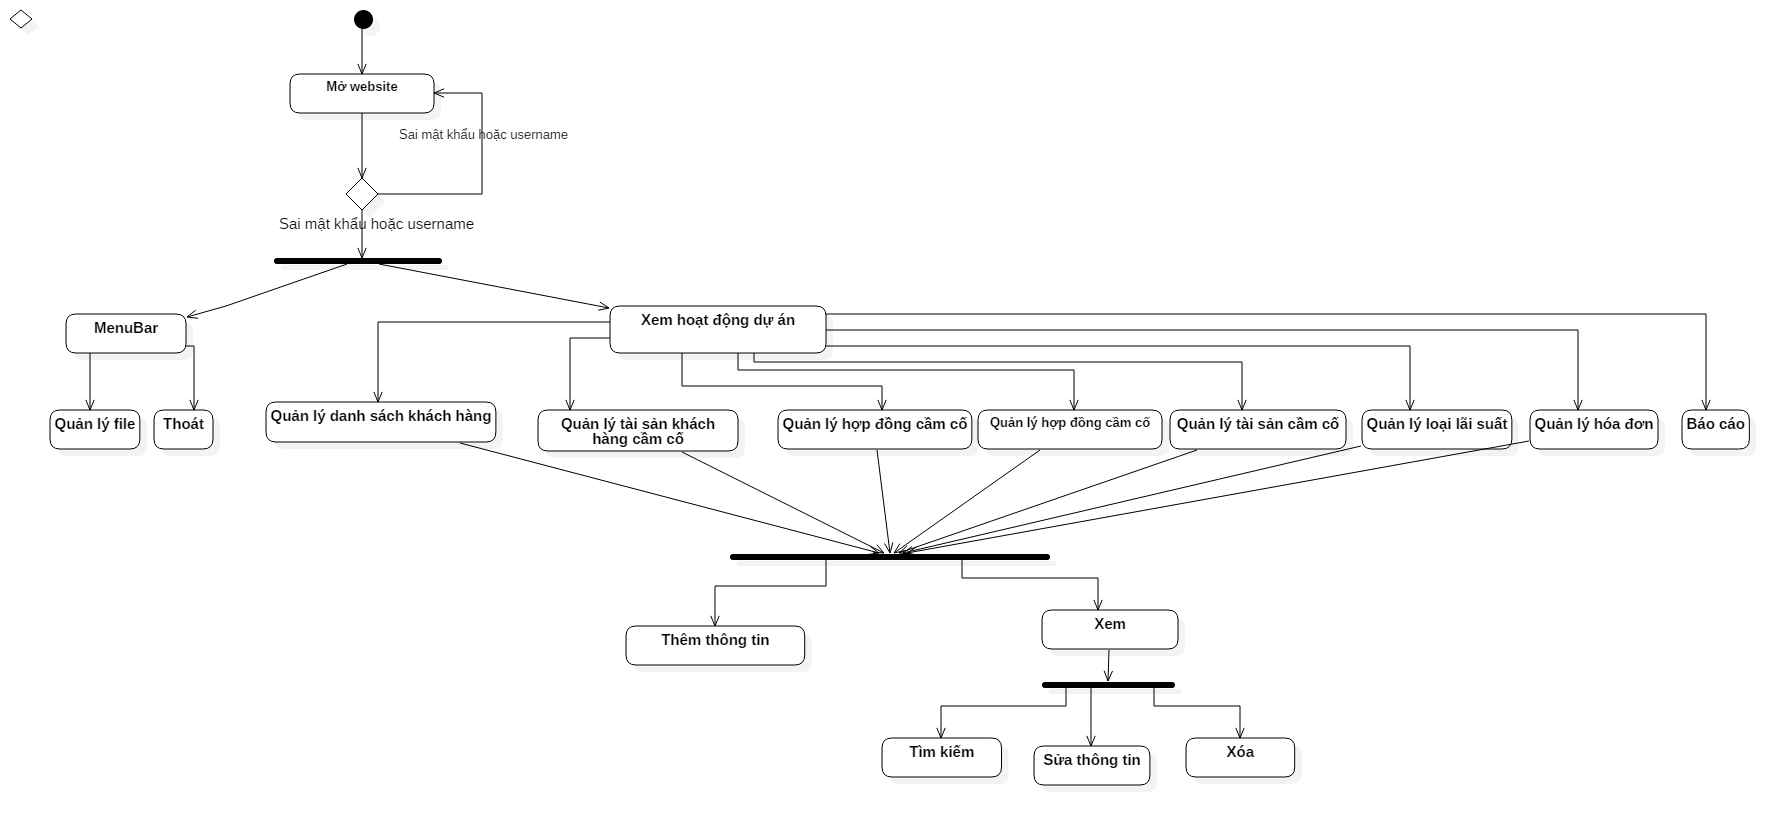 Mở website
Sai mật khẩu hoặc username
Sai mật khẩu hoặc username
MenuBar
Xem hoạt động dự án
Quản lý file
Thoát
Quản lý danh sách khách hàng
Quản lý tài sản khách
hàng cầm cố
Quản lý hợp đồng cầm cố
Quản lý hợp đồng cầm cố
Quản lý tài sản cầm cố
Quản lý loại lãi suất
Quản lý hóa đơn
Báo cáo
Thêm thông tin
Xem
Tìm kiếm
Sửa thông tin
Xóa